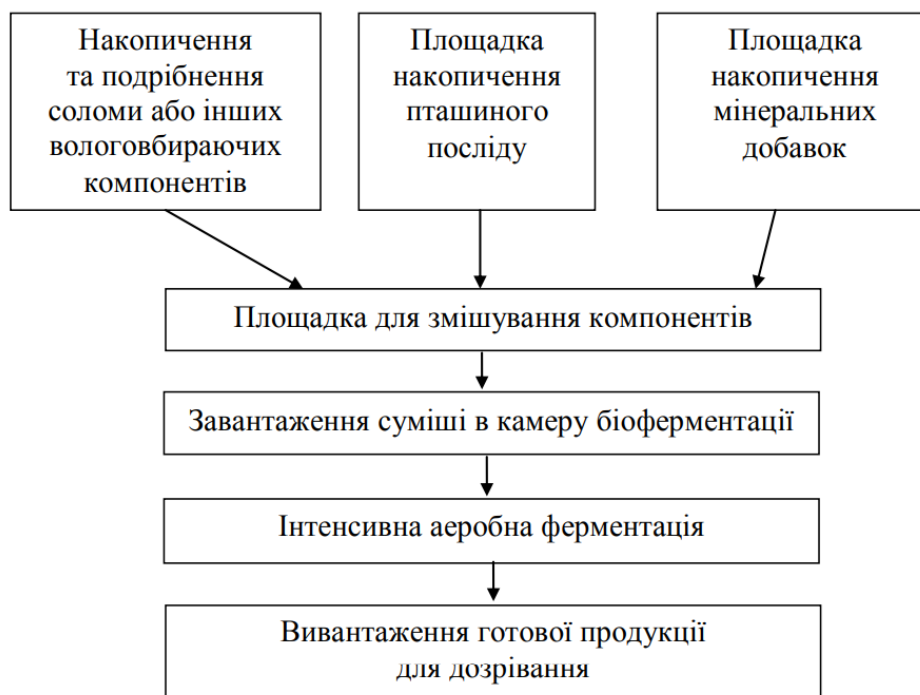 Накопичення
та подрібнення
соломи або інших
вологовбираючих
компонентів
Площадка
накопичення
пташиного
посліду
Площадка
накопичення
мінеральних
добавок
Площадка для змішування компонентів
Завантаження суміші в камеру біоферментації
Інтенсивна аеробна ферментація
Вивантаження готової продукції
для дозрівання